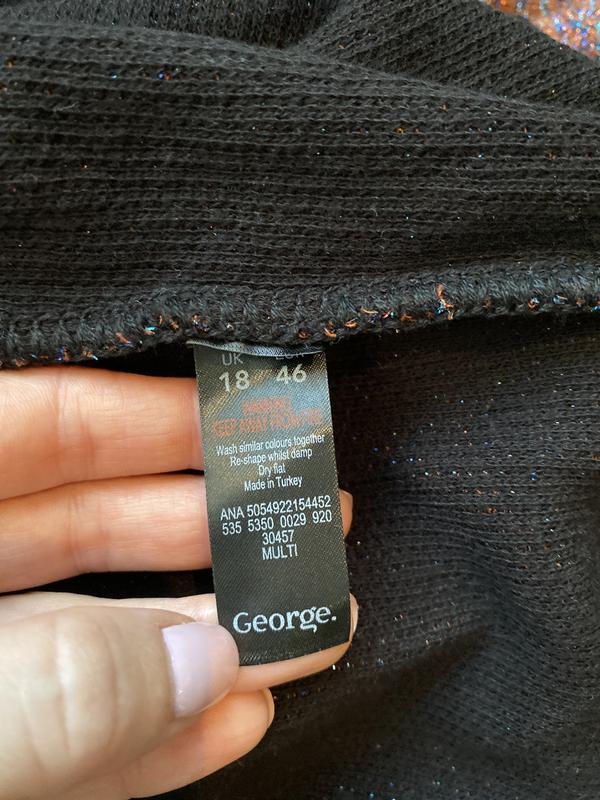 UK EUR
18 46
WARNING
KEEP AWAY FROM FIRE
Wash similar colours together
Re-shape whilst damp
Dry flat
Made in Turkey
ANA 5054922154452
535 5350 0029 920
30457
MULTI
George.